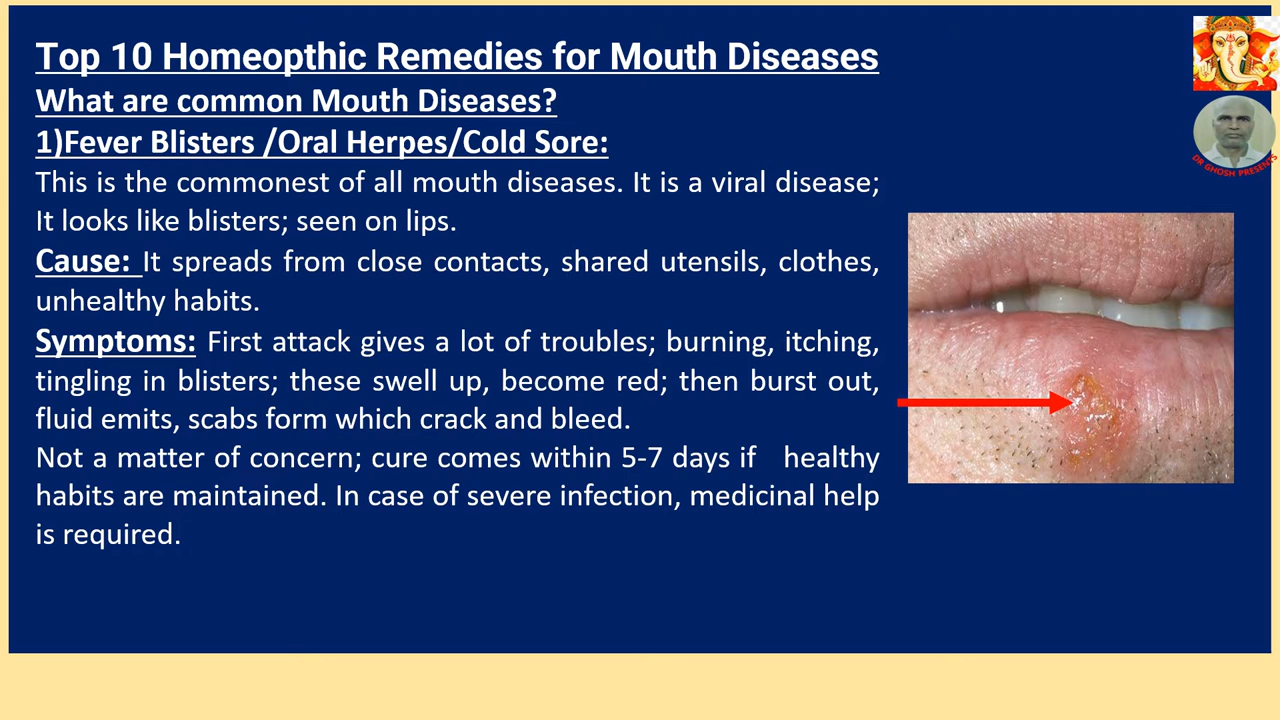 Top 10 Homeopthic Remedies for Mouth Diseases
What are common Mouth Diseases?
1)Fever Blisters /Oral Herpes/Cold Sore:
This is the commonest of all mouth diseases. It is a viral disease;
It looks like blisters; seen on lips.
Cause: It spreads from close contacts, shared utensils, clothes,
unhealthy habits.
Symptoms: First attack gives a lot of troubles; burning, itching,
tingling in blisters; these swell up, become red; then burst out,
fluid emits, scabs form which crack and bleed.
Not a matter of concern; cure comes within 5-7 days if healthy
habits are maintained. In case of severe infection, medicinal help
is required.
DR GHOSH PRESENTS